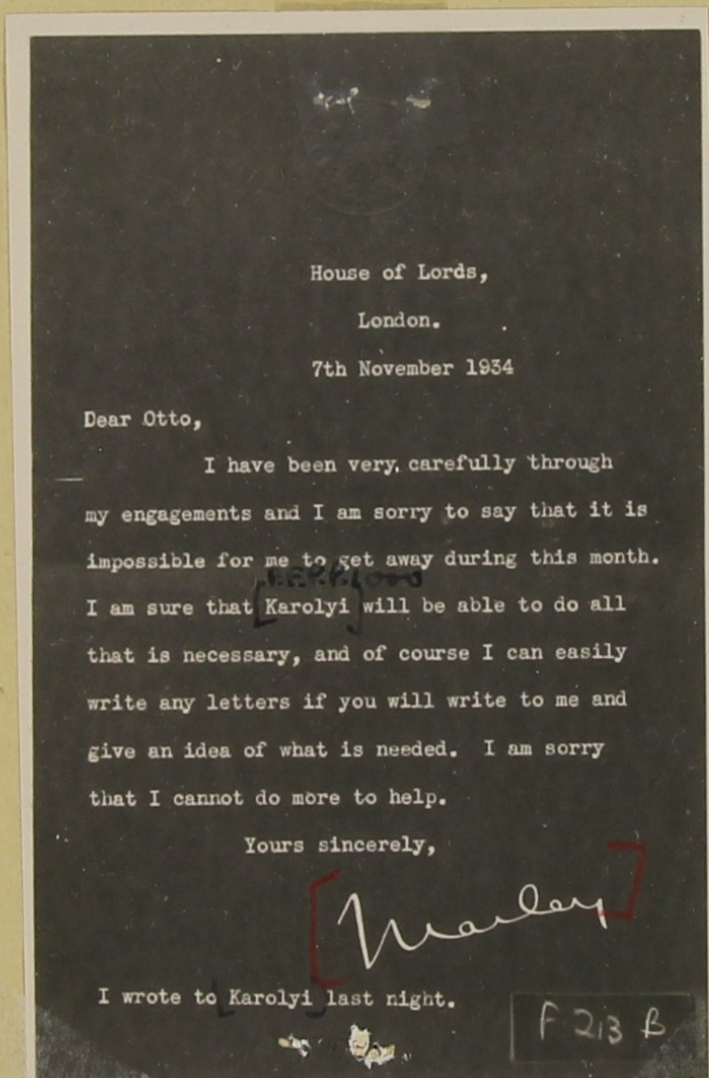 House of Lords,
London.
7th November 1934
Dear Otto,
I have been very, carefully through
my engagements and I am sorry to say that it is
impossible for me to get away during this month.
I am sure that [Karolyi] will be able to do all
that is necessary, and of course I can easily
write any letters if you will write to me and
give an idea of what is needed. I am sorry
that I cannot do more to help.
Yours sincerely,
[Marley]
I wrote to [Karolyi] last night.
F 213 B